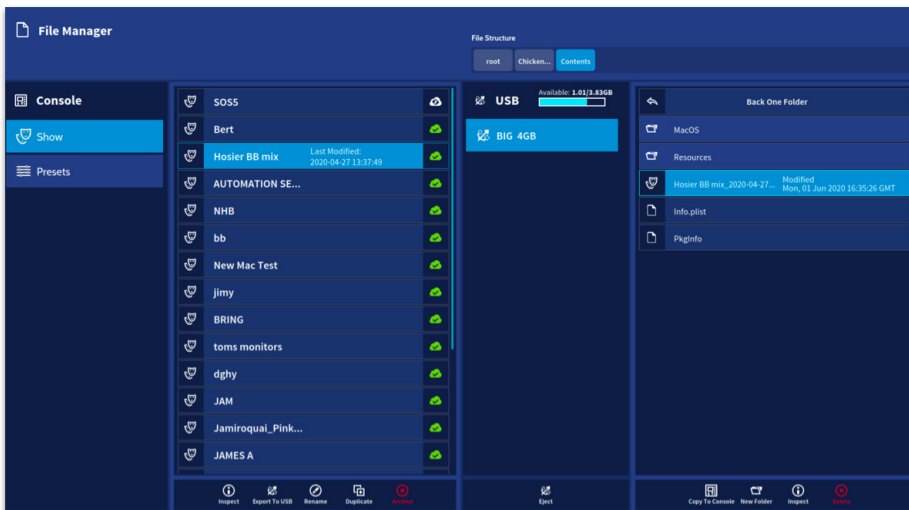 File Manager
File Structure
root
Chicken...
Contents
Console
Show
Presets
SOS5
Bert
Hosier BB mix
Last Modified:
2020-04-27 13:37:49
AUTOMATION SE...
NHB
bb
New Mac Test
jimy
BRING
toms monitors
dghy
JAM
Jamiroquai_Pink...
JAMES A
Inspect
Export To USB
Rename
Duplicate
Archive
USB
Available: 1.01/3.83GB
BIG 4GB
Eject
Back One Folder
MacOS
Resources
Hosier BB mix_2020-04-27...
Modified
Mon, 01 Jun 2020 16:35:26 GMT
Info.plist
PkgInfo
Copy To Console
New Folder
Inspect
Delete